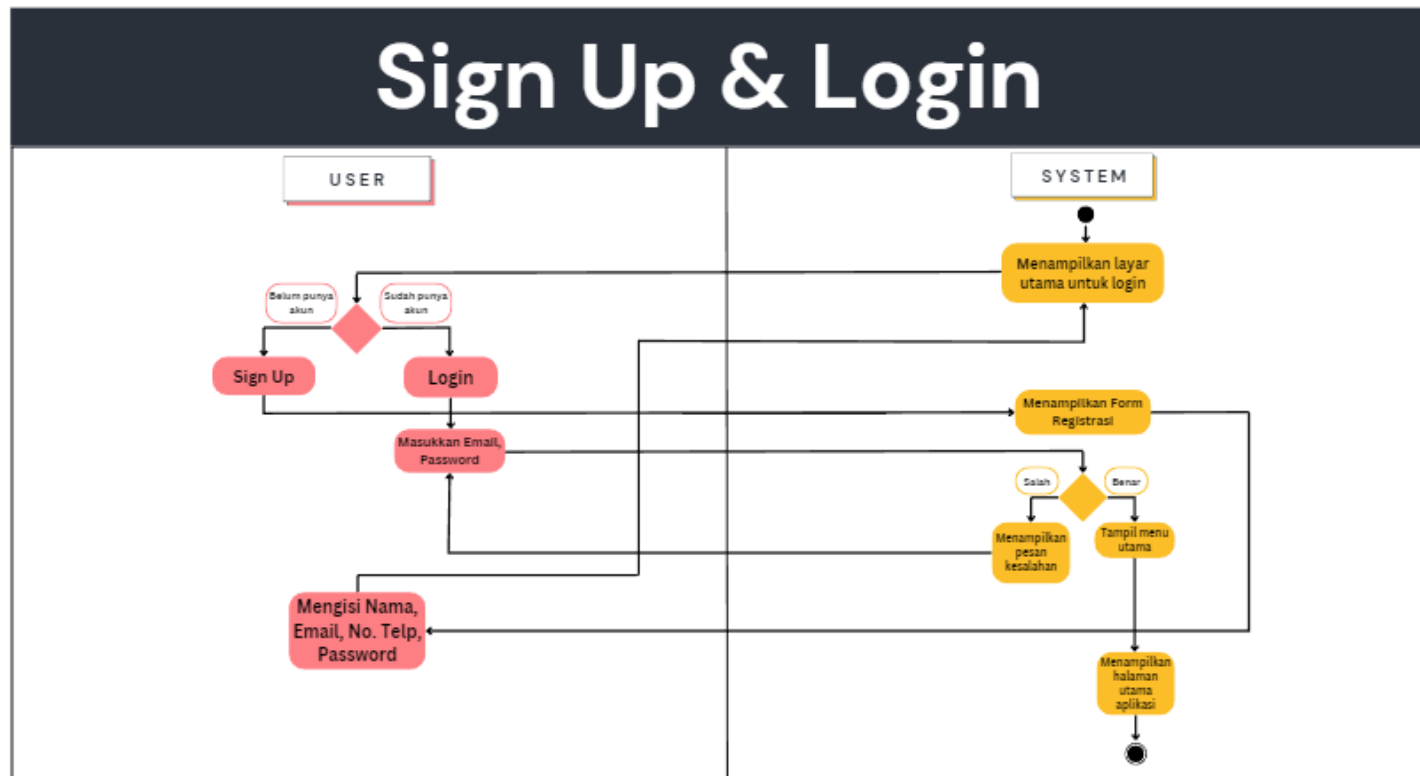 Sign Up & Login
USER
SYSTEM
Menampilkan layar
utama untuk login
Belum punya
akun
Sudah punya
akun
Sign Up
Login
Menampilkan Form
Registrasi
Masukkan Email,
Password
Salah
Benar
Menampilkan
pesan
kesalahan
Tampil menu
utama
Mengisi Nama,
Email, No. Telp,
Password
Menampilkan
halaman
utama
aplikasi